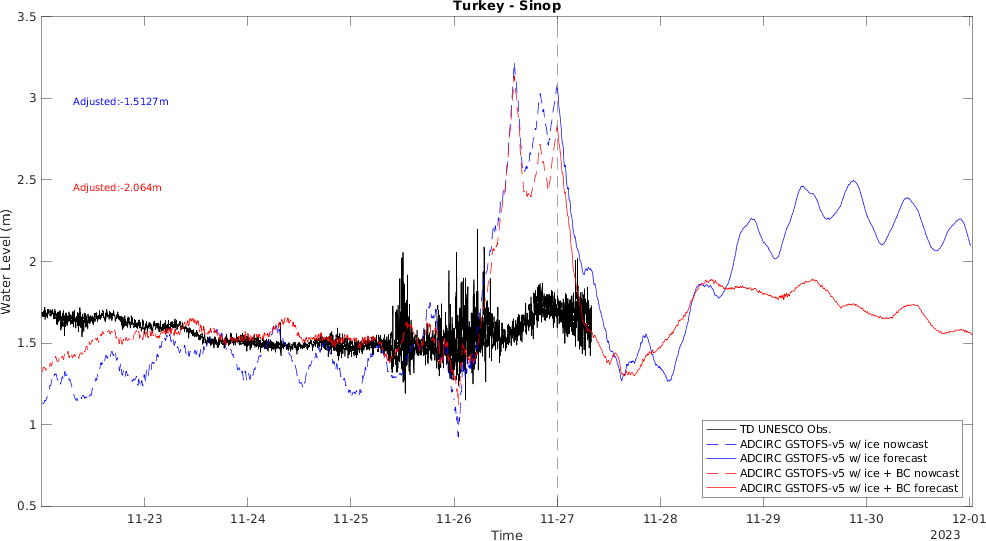 Turkey - Sinop
3.5
3
2.5
2
1.5
1
0.5
Water Level (m)
Adjusted:-1.5127m
Adjusted:-2.064m
TD UNESCO Obs.
ADCIRC GSTOFS-v5 w/ ice nowcast
ADCIRC GSTOFS-v5 w/ ice forecast
ADCIRC GSTOFS-v5 w/ ice + BC nowcast
ADCIRC GSTOFS-v5 w/ ice + BC forecast
11-23 11-24 11-25 11-26 11-27 11-28 11-29 11-30 12-01
Time
2023